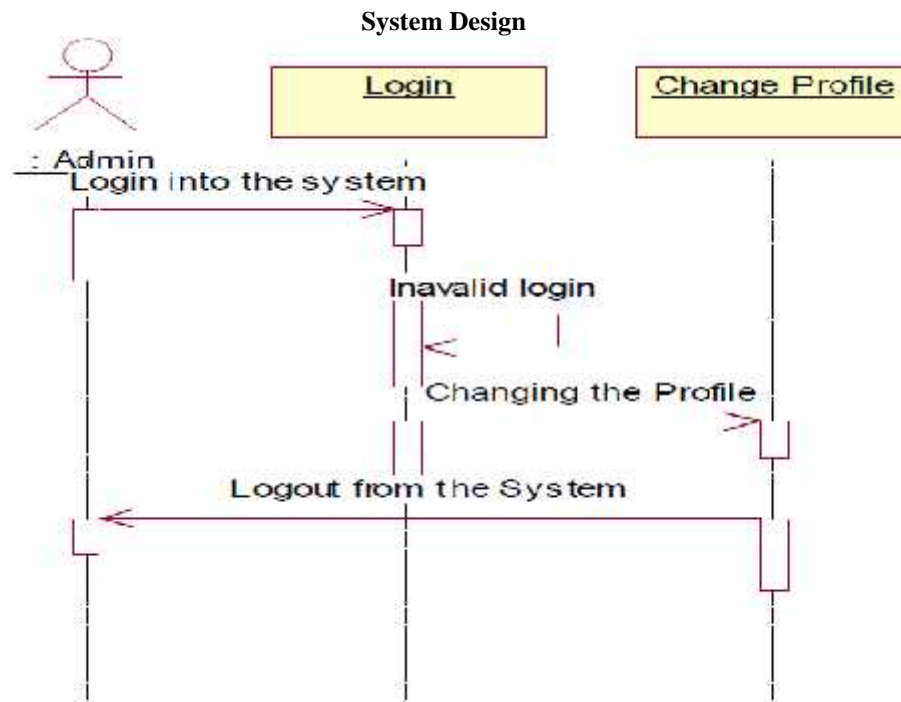 System Design
Login
Change Profile
: Admin
Login into the system
Inavalid login
Changing the Profile
Logout from the System